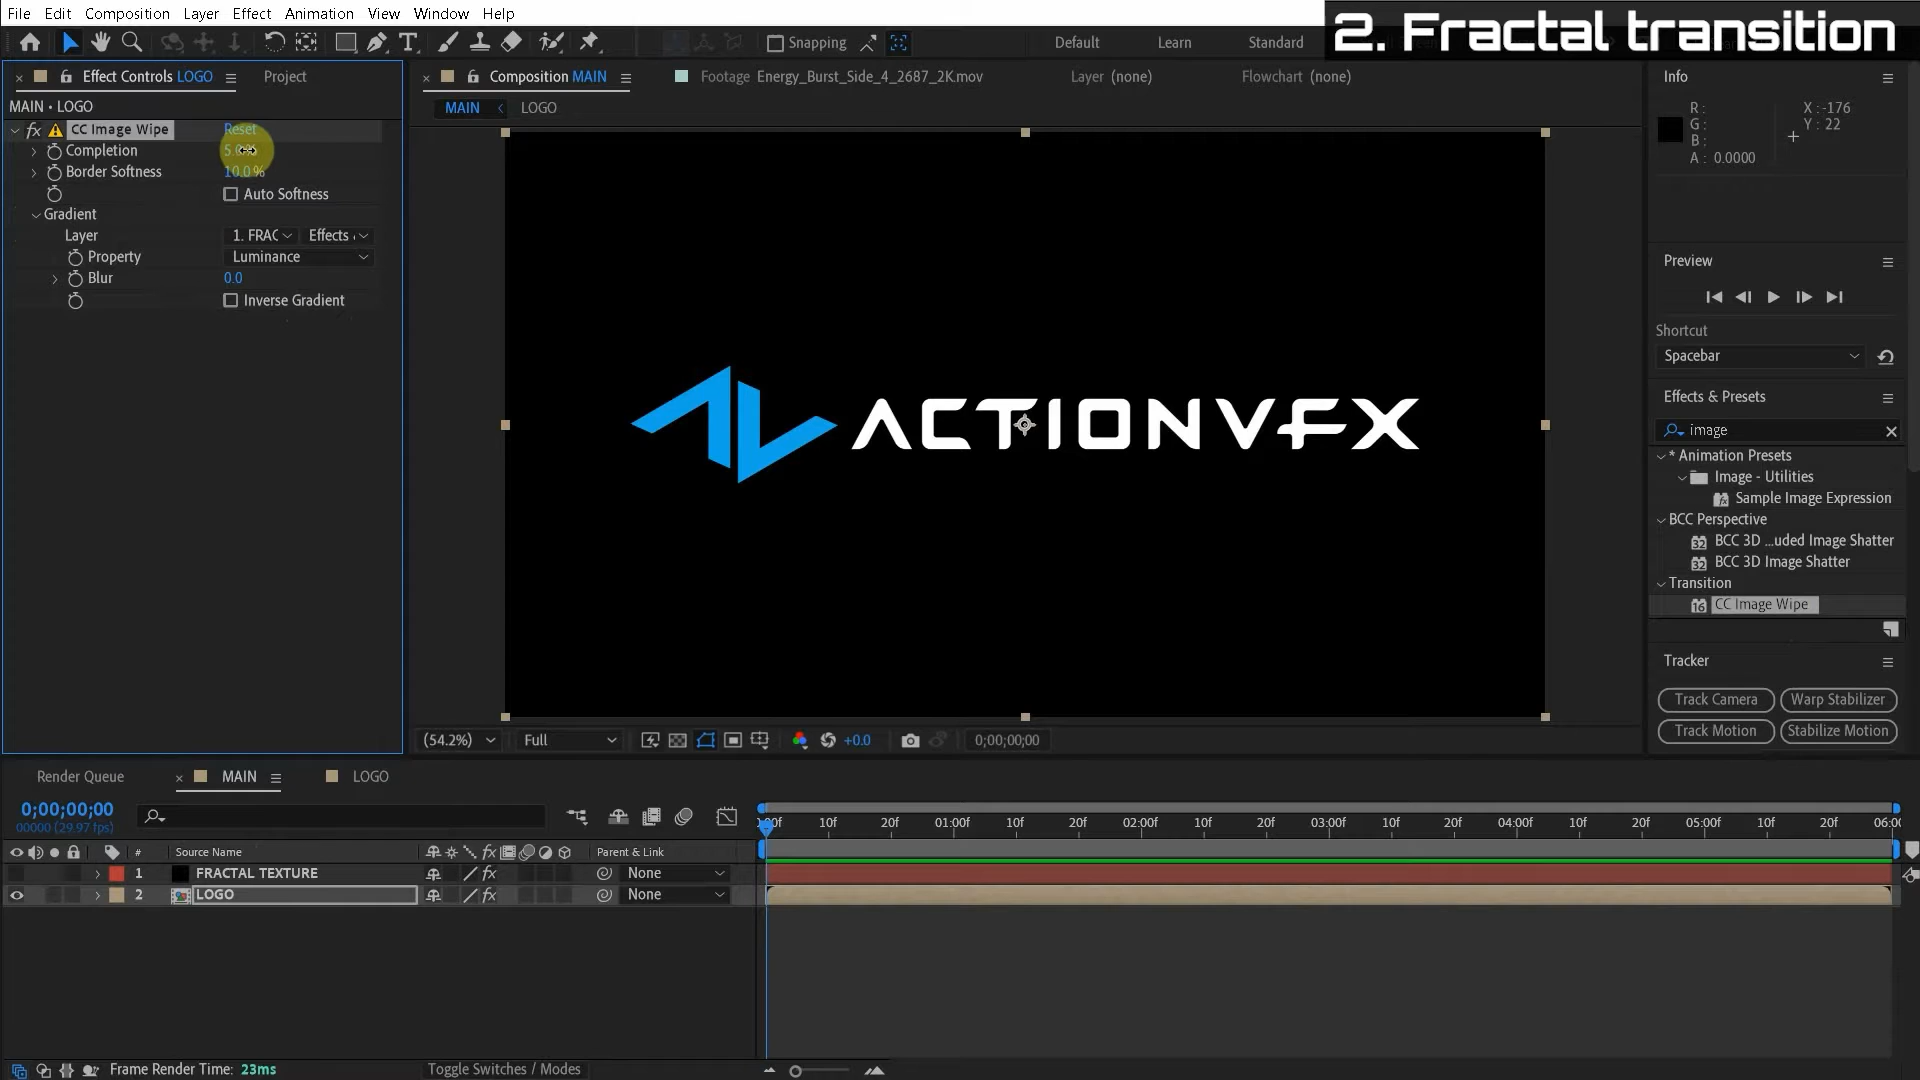 File Edit Composition Layer Effect Animation View Window Help
2. Fractal transition
Snapping
Default Learn Standard
Effect Controls LOGO
Project
Composition MAIN
Footage Energy_Burst_Side_4_2687_2K.mov
Layer (none)
Flowchart (none)
MAIN • LOGO
MAIN < LOGO
fx CC Image Wipe Reset
Completion 5.0%
Border Softness 10.0%
Auto Softness
Gradient
Layer 1. FRAC Effects
Property Luminance
Blur 0.0
Inverse Gradient
ACTIONVFX
(54.2%) Full +0.0 0;00;00;00
Info
R :
G :
B :
A : 0.0000
X : -176
Y : 22
Preview
Shortcut
Spacebar
Effects & Presets
image
* Animation Presets
Image - Utilities
Sample Image Expression
BCC Perspective
BCC 3D ...uded Image Shatter
BCC 3D Image Shatter
Transition
CC Image Wipe
Tracker
Track Camera Warp Stabilizer
Track Motion Stabilize Motion
Render Queue MAIN LOGO
0;00;00;00
00000 (29.97 fps)
10f 20f 01:00f 10f 20f 02:00f 10f 20f 03:00f 10f 20f 04:00f 10f 20f 05:00f 10f 20f
# Source Name Parent & Link
1 FRACTAL TEXTURE None
2 LOGO None
Frame Render Time: 23ms
Toggle Switches / Modes